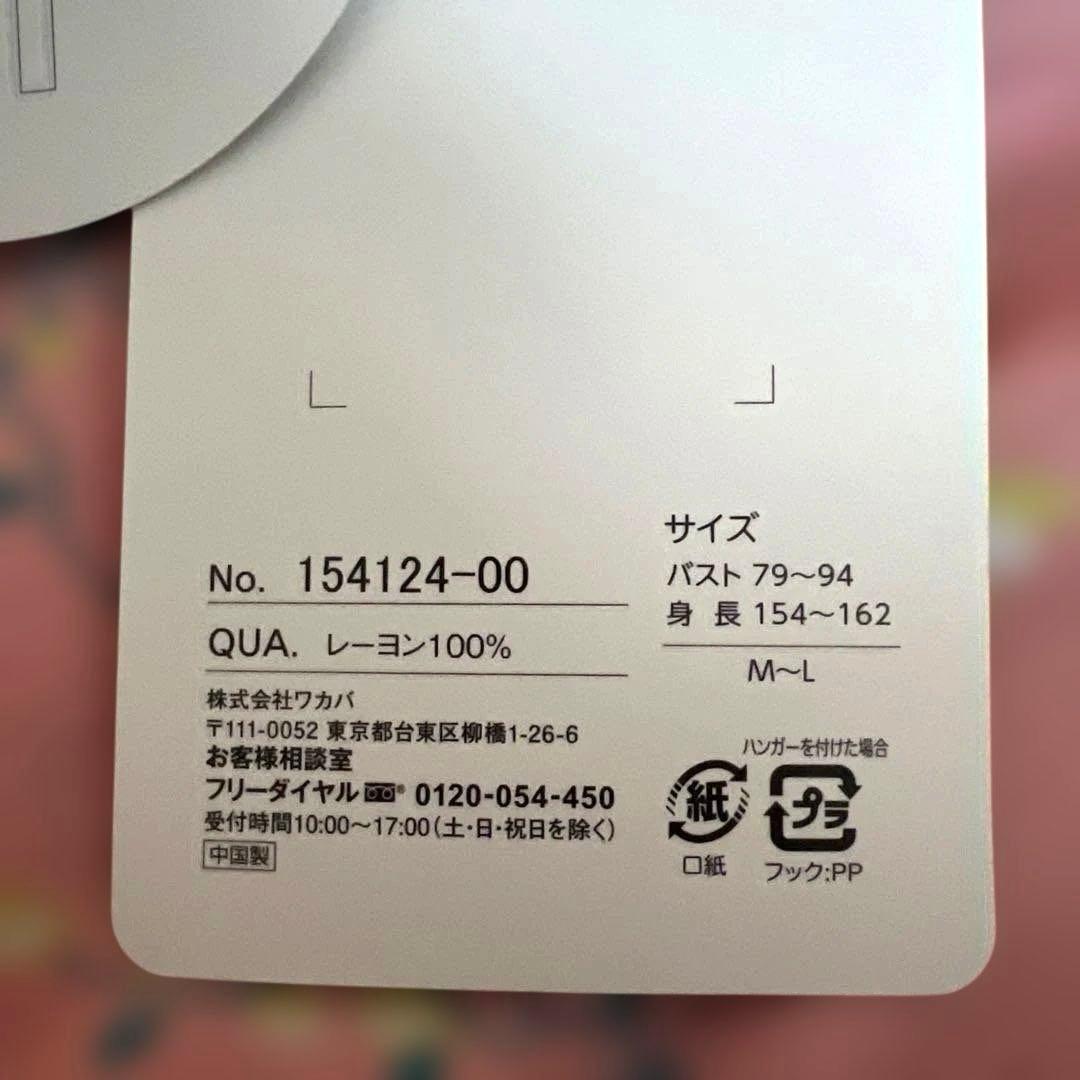 No. 154124-00
QUA. レーヨン100%
株式会社ワカバ
〒111-0052 東京都台東区柳橋1-26-6
お客様相談室
フリーダイヤル 0120-054-450
受付時間10:00～17:00(土・日・祝日を除く)
中国製
サイズ
バスト 79～94
身 長 154～162
M～L
ハンガーを付けた場合
紙
プラ
口紙
フック:PP